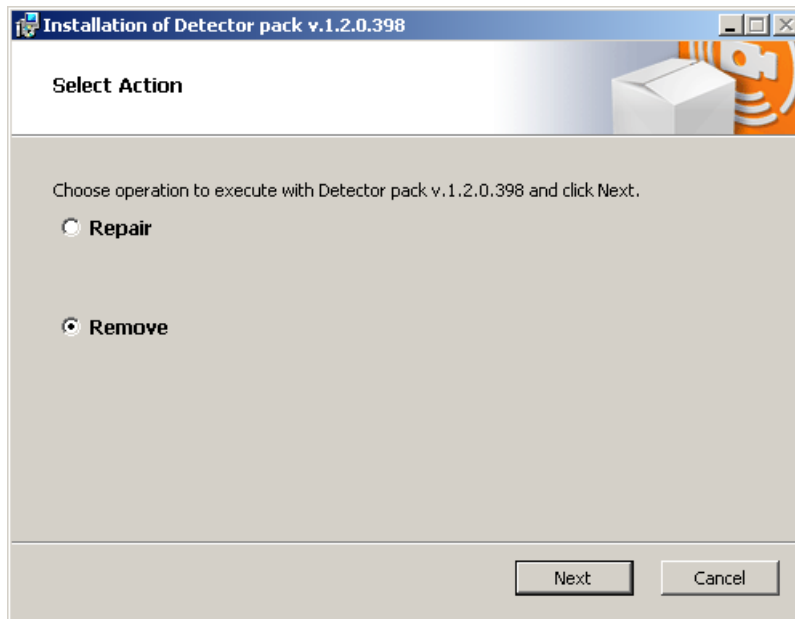 Installation of Detector pack v.1.2.0.398
Select Action
Choose operation to execute with Detector pack v.1.2.0.398 and click Next.
Repair
Remove
Next
Cancel